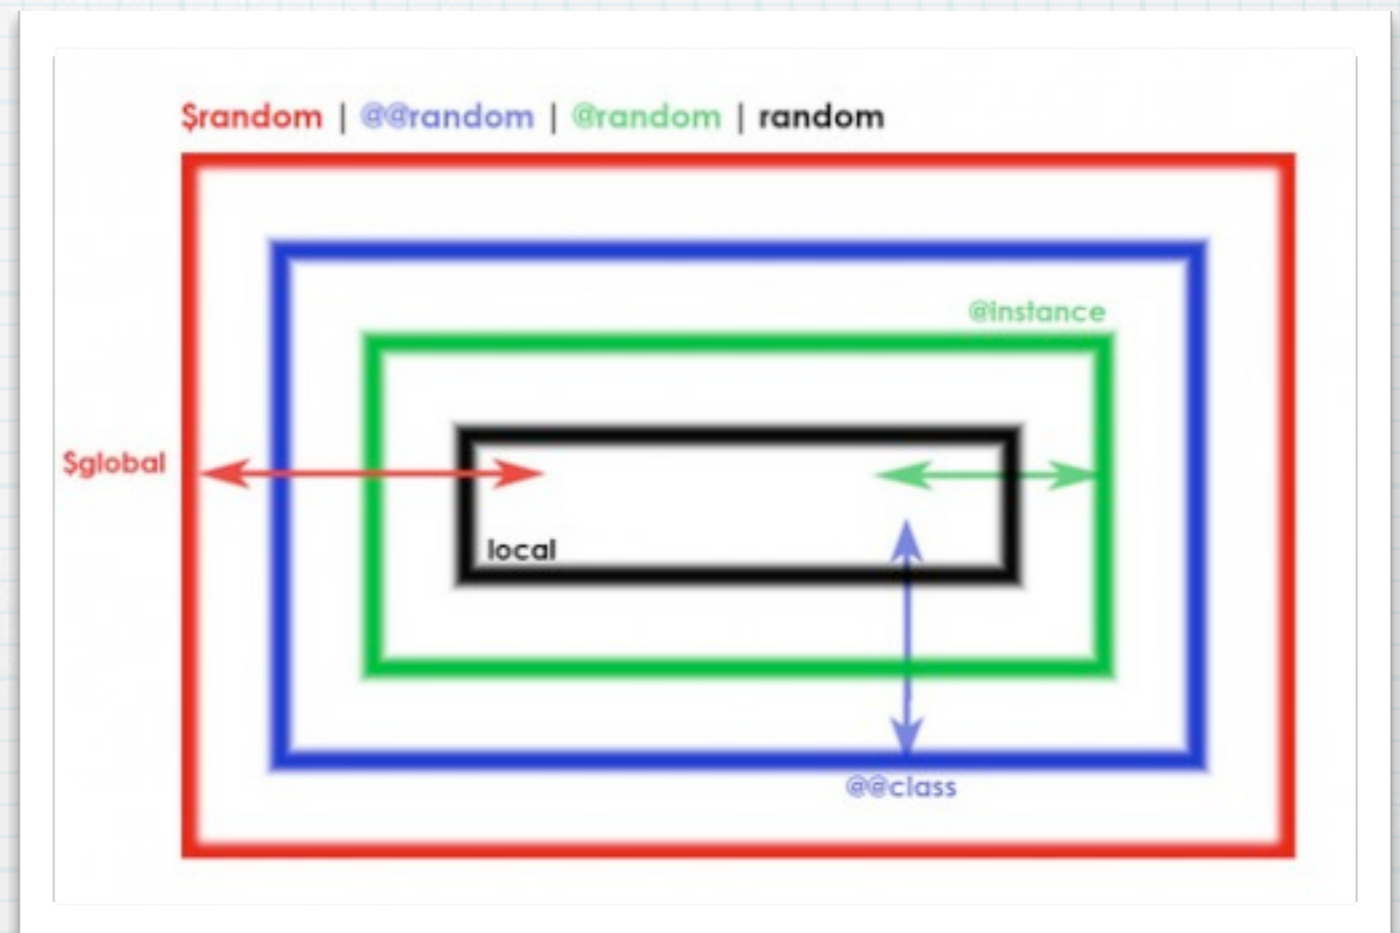 $random | @@random | @random | random
@instance
$global
local
@@class